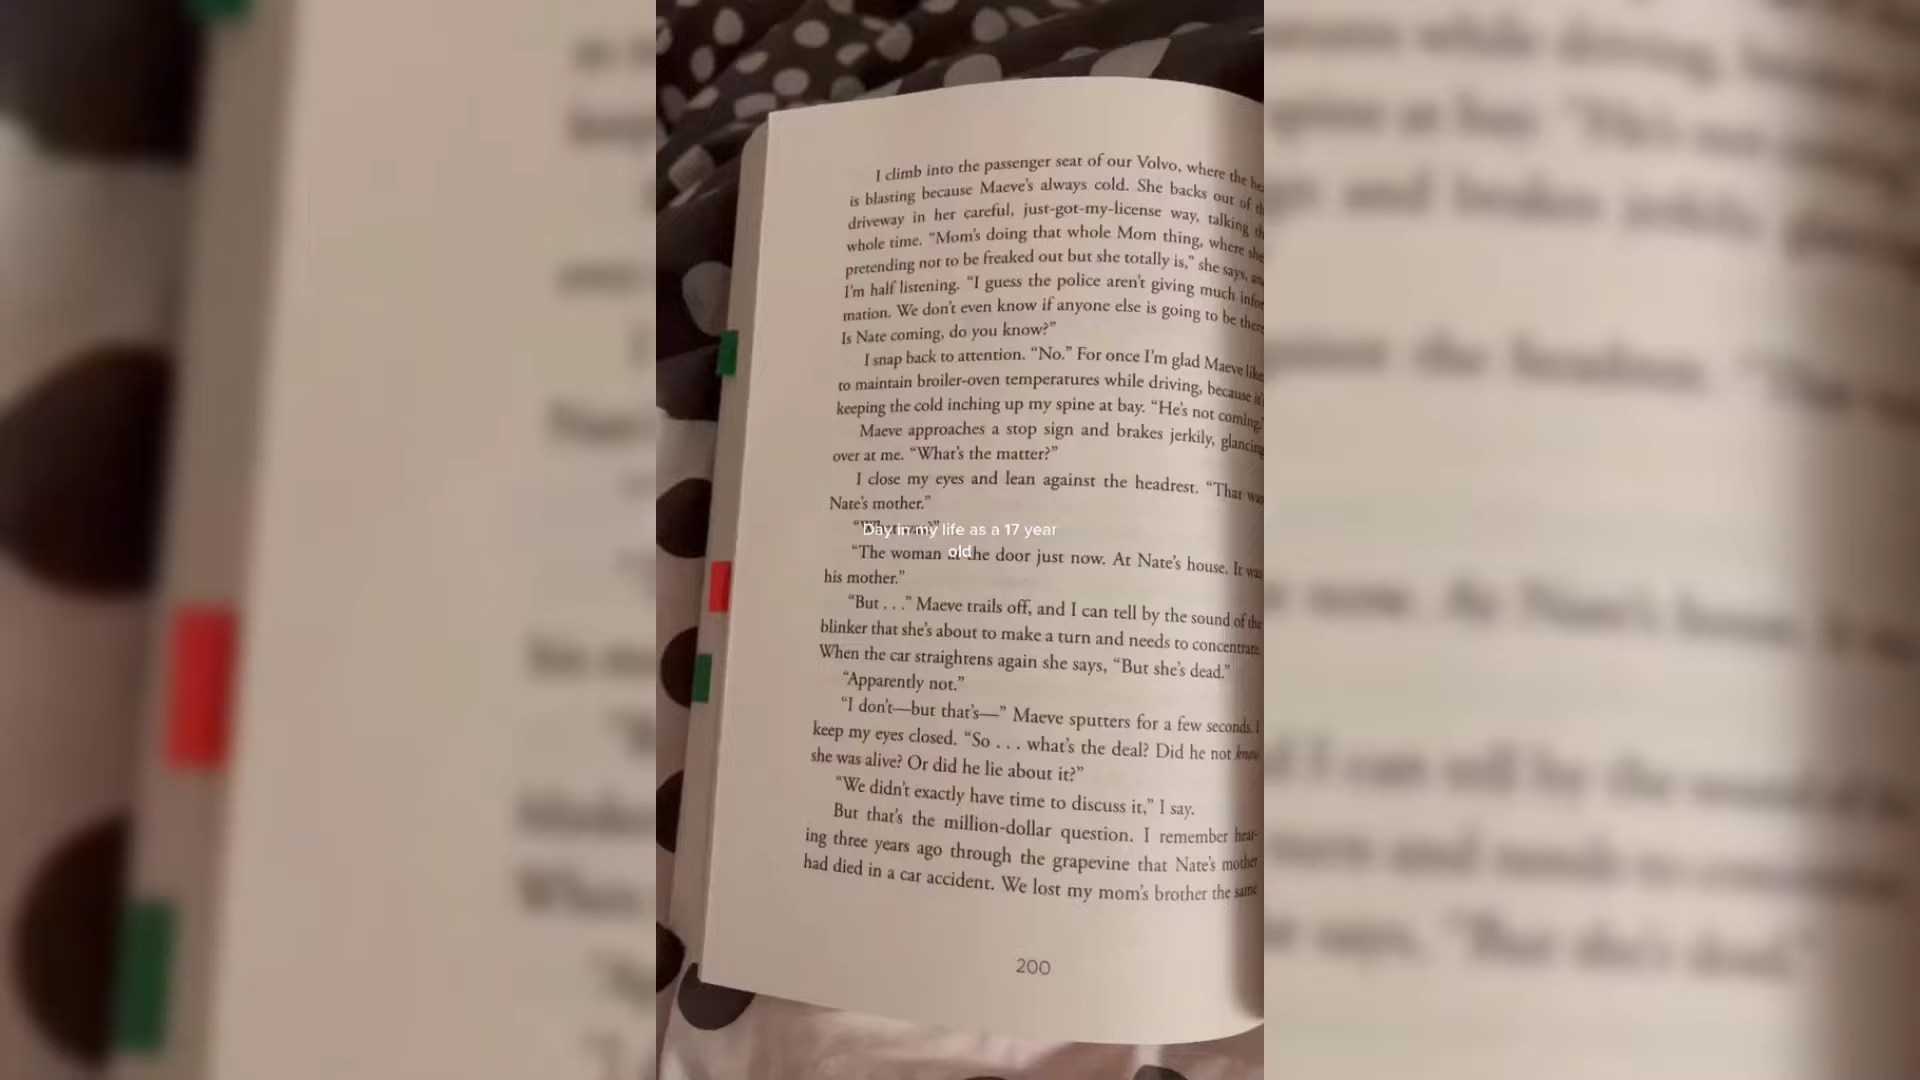 I climb into the passenger seat of our Volvo, where the
is blasting because Maeve's always cold. She backs out of
driveway in her careful, just-got-my-license way, talking
whole time. “Mom's doing that whole Mom thing, where she
pretending not to be freaked out but she totally is,” she says,
I'm half listening. “I guess the police aren't giving much infor
mation. We don't even know if anyone else is going to be there
Is Nate coming, do you know?”
I snap back to attention. “No.” For once I'm glad Maeve like
to maintain broiler-oven temperatures while driving, because it
keeping the cold inching up my spine at bay. “He's not coming.
Maeve approaches a stop sign and brakes jerkily, glancing
over at me. “What's the matter?”
I close my eyes and lean against the headrest. “That was
Nate's mother.”
Day in my life as a 17 year
old
“The woman at the door just now. At Nate's house. It was
his mother.”
“But . . .” Maeve trails off, and I can tell by the sound of the
blinker that she's about to make a turn and needs to concentrate.
When the car straightens again she says, “But she's dead.”
“Apparently not.”
“I don't—but that's—” Maeve sputters for a few seconds. I
keep my eyes closed. “So . . . what's the deal? Did he not know
she was alive? Or did he lie about it?”
“We didn't exactly have time to discuss it,” I say.
But that's the million-dollar question. I remember hear-
ing three years ago through the grapevine that Nate's mother
had died in a car accident. We lost my mom's brother the same
200